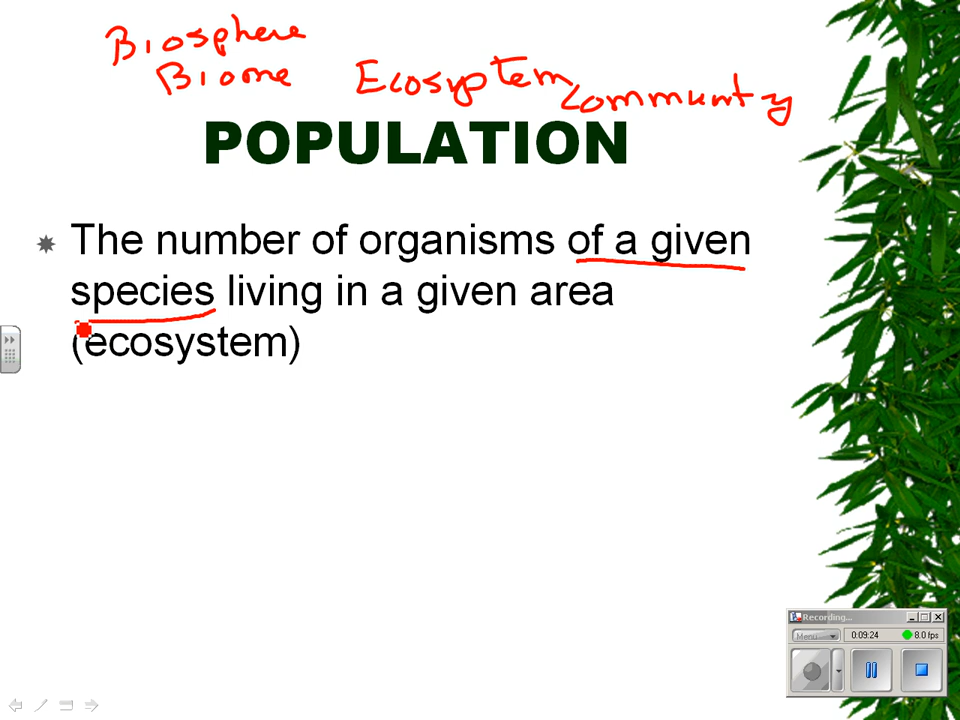 Biosphere
Biome Ecosyptem communty
POPULATION
The number of organisms of a given
species living in a given area
(ecosystem)
Recording...
Menu 0:09:24 8.0 fps